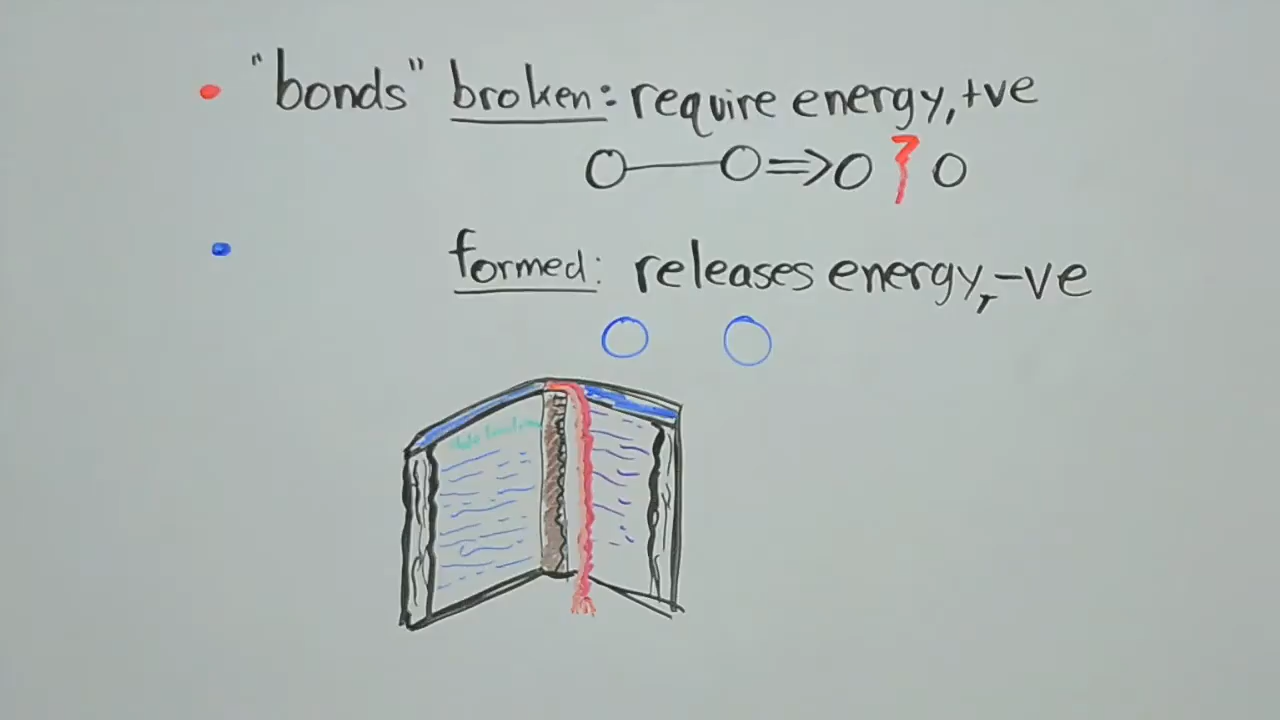 "bonds" broken: require energy, +ve
formed: releases energy, -ve